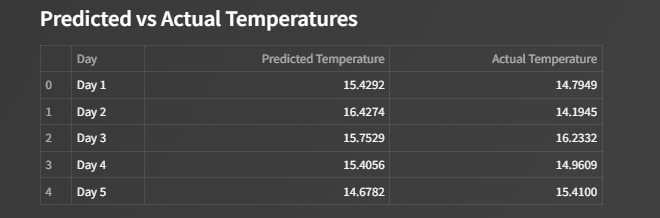 Predicted vs Actual Temperatures
Day Predicted Temperature Actual Temperature
0 Day 1 15.4292 14.7949
1 Day 2 16.4274 14.1945
2 Day 3 15.7529 16.2332
3 Day 4 15.4056 14.9609
4 Day 5 14.6782 15.4100